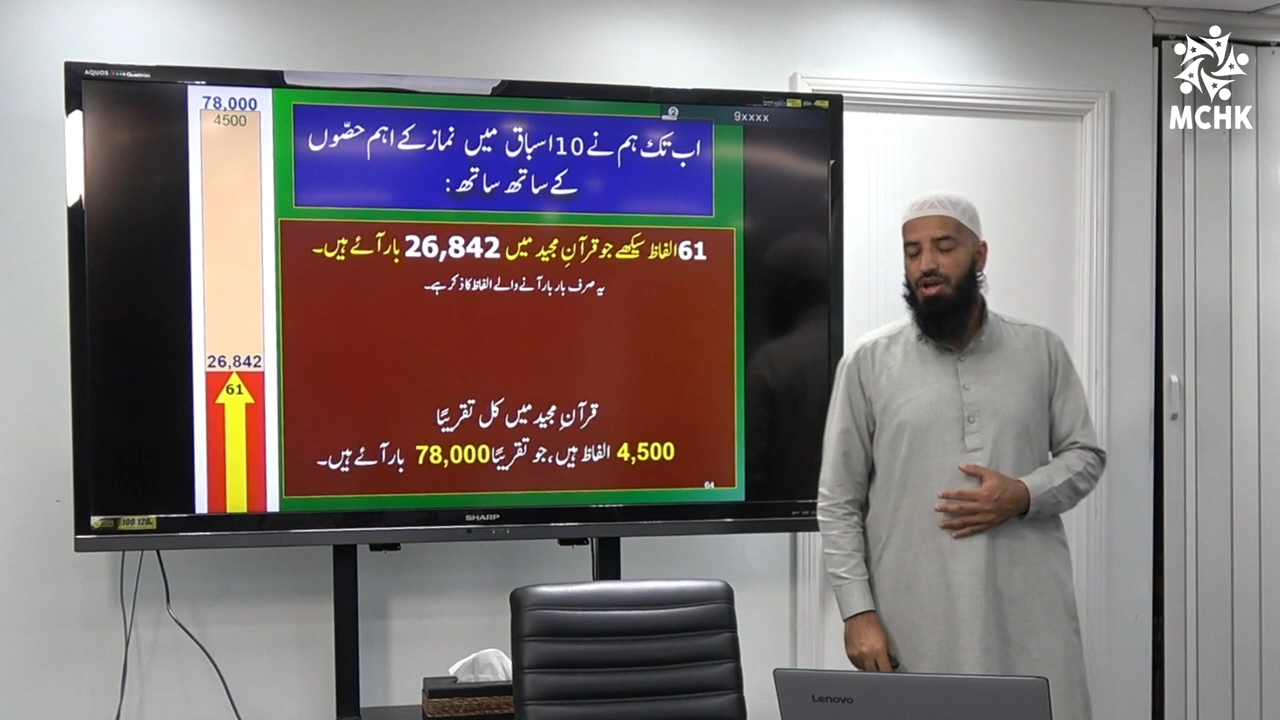 MCHK
AQUOS
9xxxx
78,000
4500
اب تک ہم نے 10 اسباق میں نماز کے اہم حصّوں
کے ساتھ ساتھ :
61 الفاظ سیکھے جو قرآنِ مجید میں 26,842 بار آئے ہیں۔
یہ صرف بار بار آنے والے الفاظ کا ذکر ہے۔
26,842
61
قرآنِ مجید میں کل تقریبًا
4,500 الفاظ ہیں، جو تقریبًا 78,000 بار آئے ہیں۔
64
SHARP
Lenovo